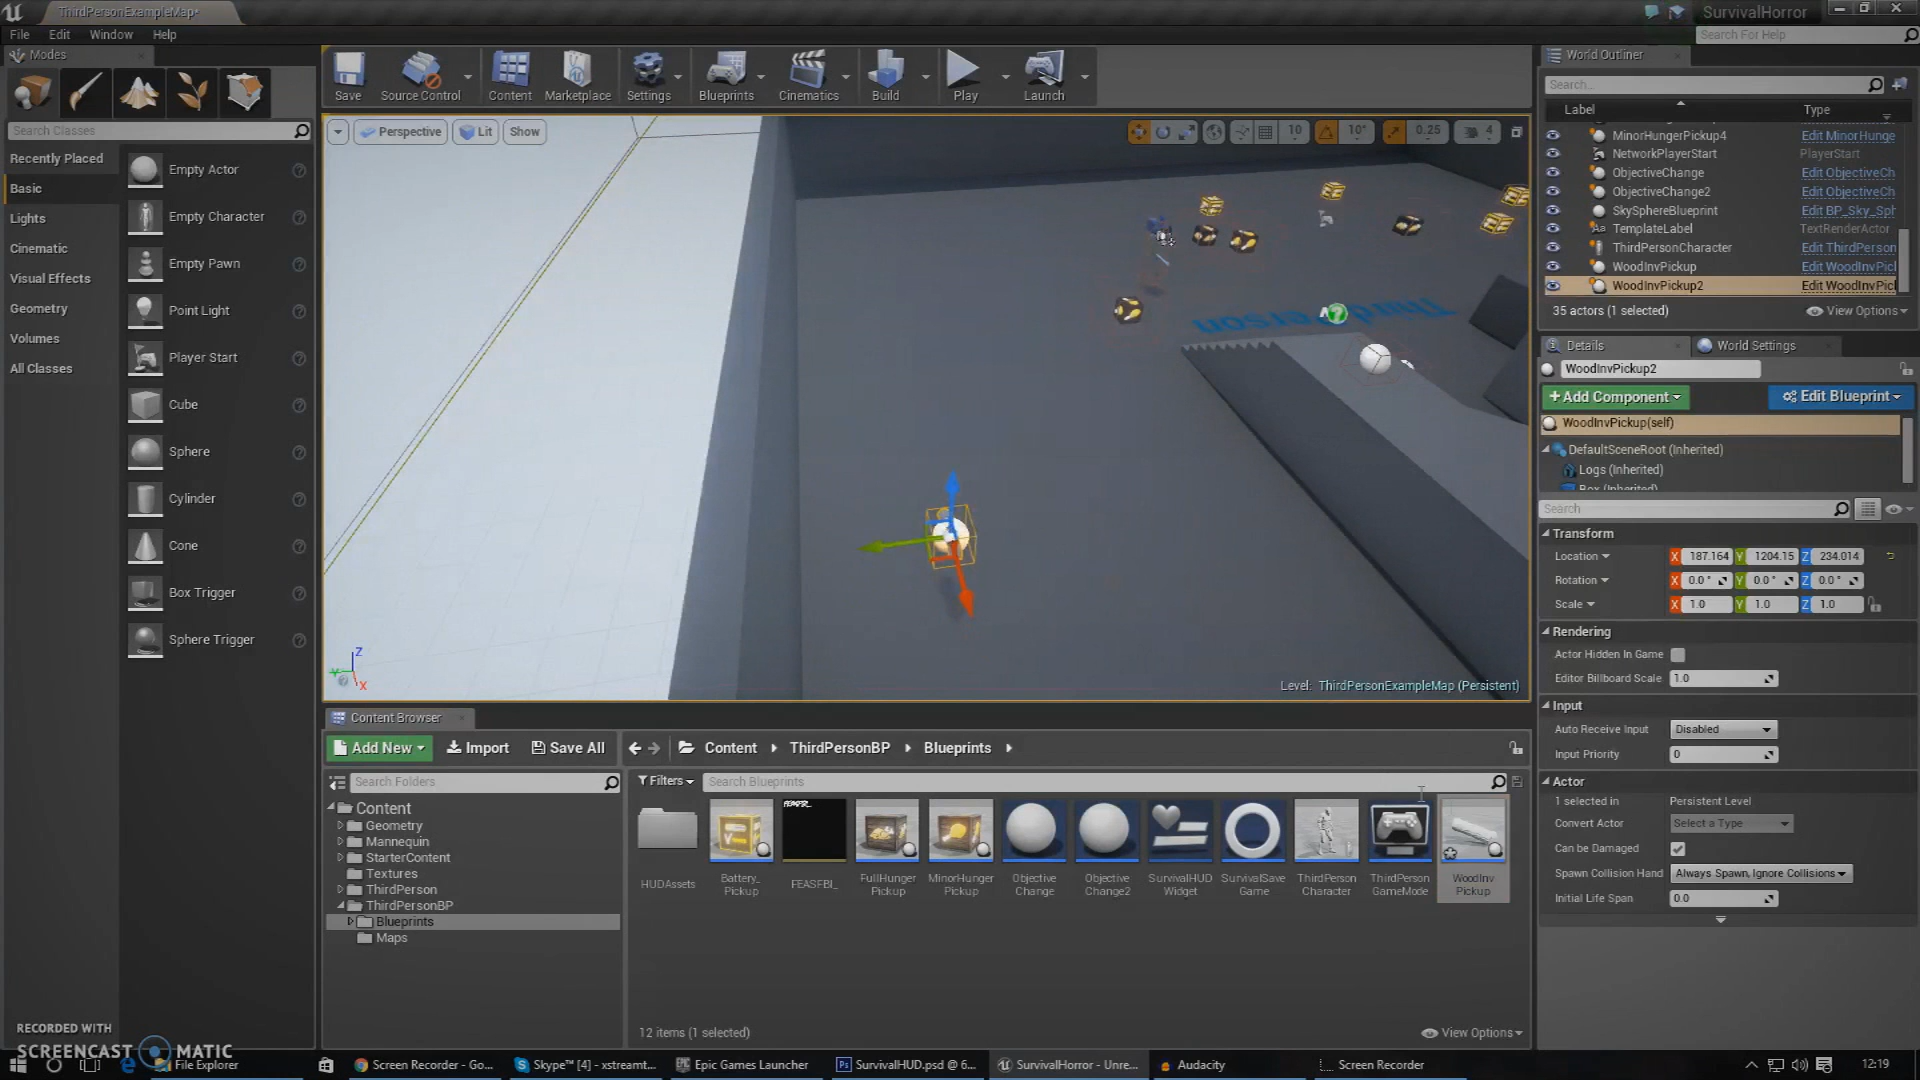 ThirdPersonExampleMap*
SurvivalHorror
File Edit Window Help
Search For Help
Modes
Search Classes
Recently Placed
Basic
Lights
Cinematic
Visual Effects
Geometry
Volumes
All Classes
Empty Actor
Empty Character
Empty Pawn
Point Light
Player Start
Cube
Sphere
Cylinder
Cone
Box Trigger
Sphere Trigger
Save
Source Control
Content
Marketplace
Settings
Blueprints
Cinematics
Build
Play
Launch
Perspective Lit Show
10 10° 0.25 4
Level: ThirdPersonExampleMap (Persistent)
World Outliner
Search...
Label Type
MinorHungerPickup4 Edit MinorHunge
NetworkPlayerStart PlayerStart
ObjectiveChange Edit ObjectiveCh
ObjectiveChange2 Edit ObjectiveCh
SkySphereBlueprint Edit BP_Sky_Sph
TemplateLabel TextRenderActor
ThirdPersonCharacter Edit ThirdPerson
WoodInvPickup Edit WoodInvPicl
WoodInvPickup2 Edit WoodInvPicl
35 actors (1 selected) View Options
Details World Settings
WoodInvPickup2
Add Component Edit Blueprint
WoodInvPickup(self)
DefaultSceneRoot (Inherited)
Logs (Inherited)
Box (Inherited)
Search
Transform
Location X 187.164 Y 1204.15 Z 234.014
Rotation X 0.0° Y 0.0° Z 0.0°
Scale X 1.0 Y 1.0 Z 1.0
Rendering
Actor Hidden In Game
Editor Billboard Scale 1.0
Input
Auto Receive Input Disabled
Input Priority 0
Actor
1 selected in Persistent Level
Convert Actor Select a Type
Can be Damaged
Spawn Collision Hand Always Spawn, Ignore Collisions
Initial Life Span 0.0
Content Browser
Add New Import Save All Content ThirdPersonBP Blueprints
Search Folders
Filters Search Blueprints
Content
Geometry
Mannequin
StarterContent
Textures
ThirdPerson
ThirdPersonBP
Blueprints
Maps
HUDAssets
Battery_ Pickup
FEASFBI_
FullHunger Pickup
MinorHunger Pickup
Objective Change
Objective Change2
SurvivalHUD Widget
SurvivalSave Game
ThirdPerson Character
ThirdPerson GameMode
WoodInv Pickup
12 items (1 selected) View Options
RECORDED WITH
SCREENCAST MATIC
File Explorer
Screen Recorder - Go...
Skype™ [4] - xstreamt...
Epic Games Launcher
SurvivalHUD.psd @ 6...
SurvivalHorror - Unre...
Audacity
Screen Recorder
12:19